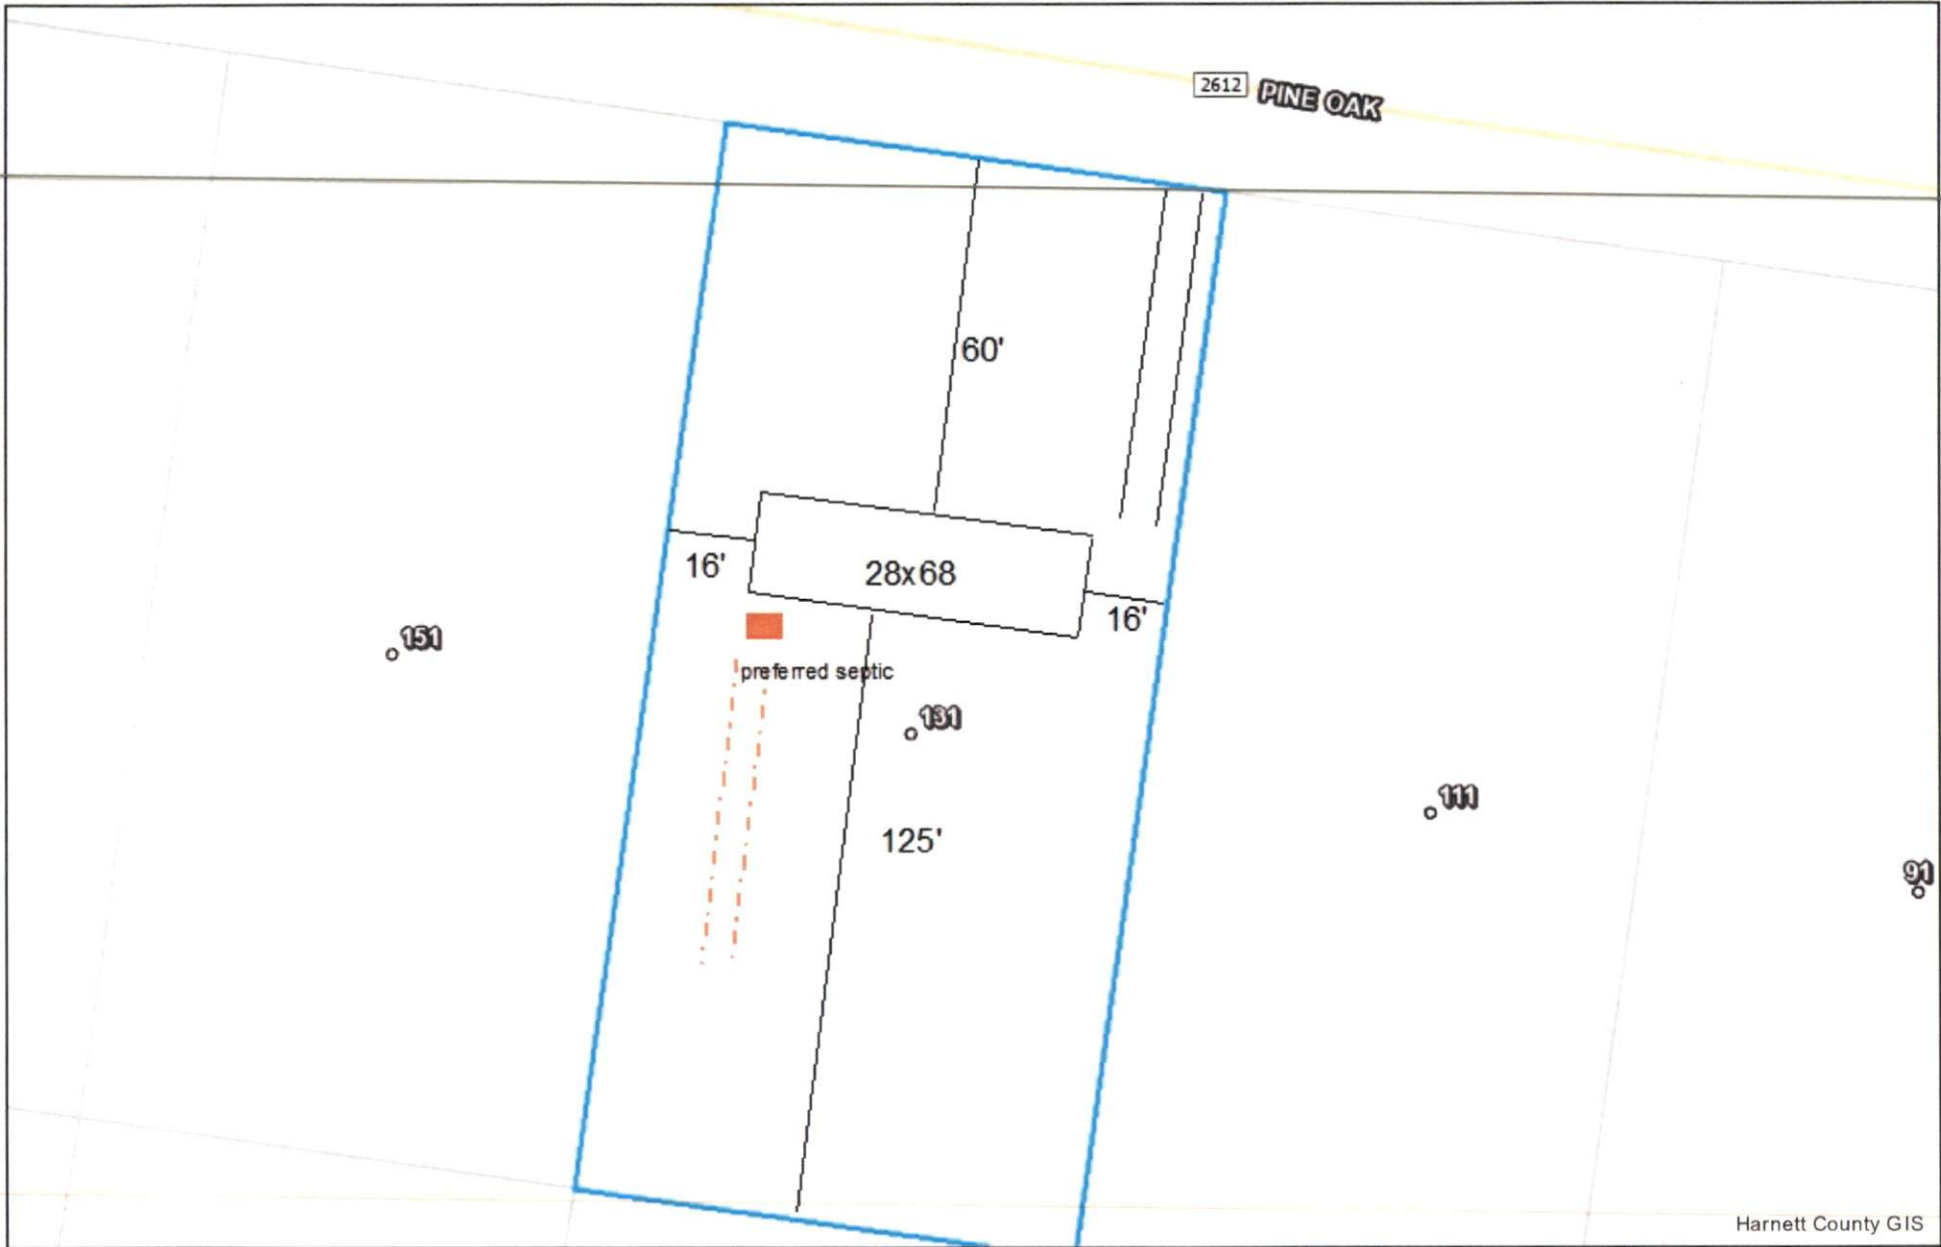 2612 PINE OAK
60'
16'
28x68
16'
151
preferred septic
131
125'
111
91
Harnett County GIS